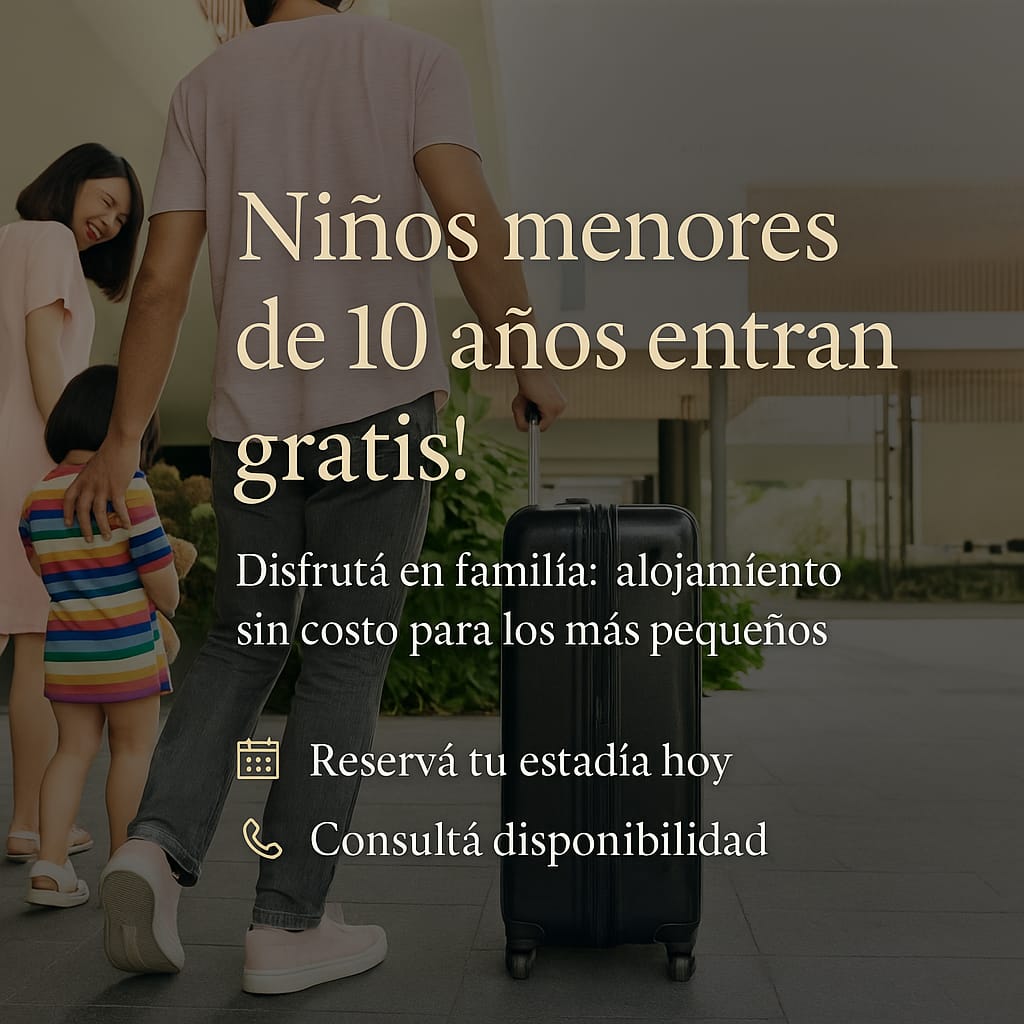 Niños menores
de 10 años entran
gratis!
Disfrutá en familía: alojamíento
sin costo para los más pequeños
Reservá tu estadía hoy
Consultá disponibilidad